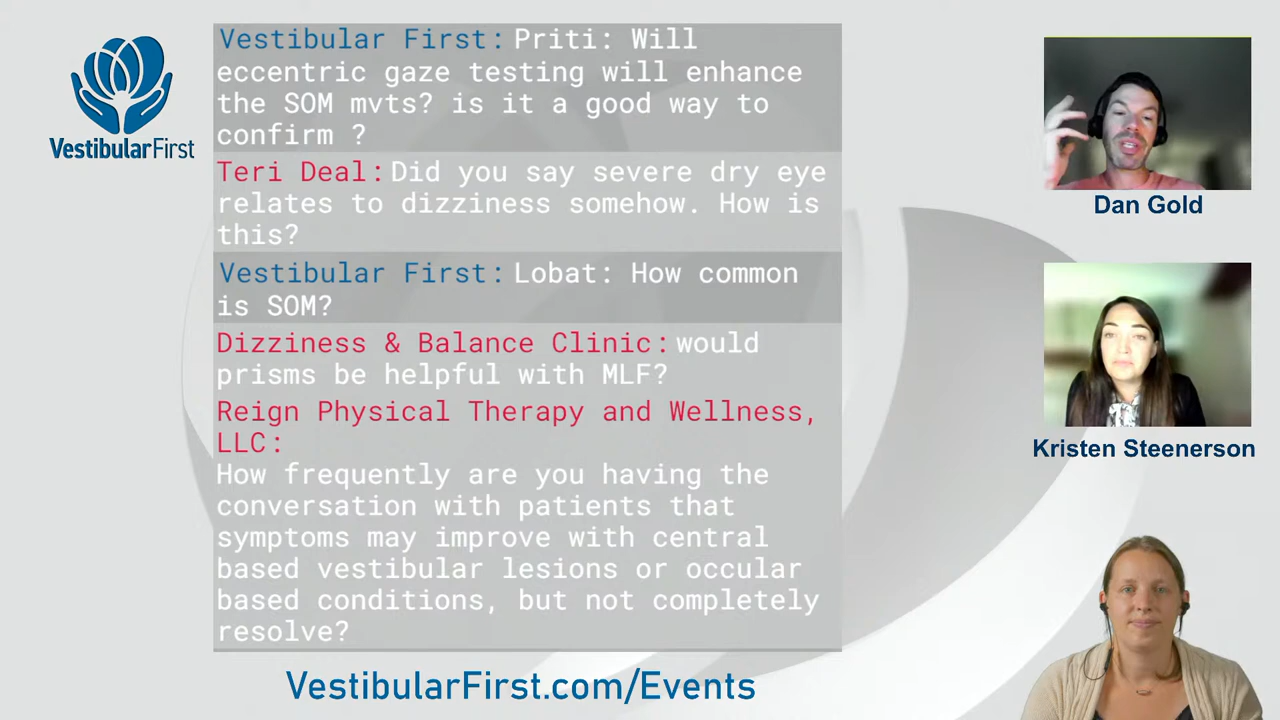 VestibularFirst
Vestibular First: Priti: Will
eccentric gaze testing will enhance
the SOM mvts? is it a good way to
confirm ?
Teri Deal: Did you say severe dry eye
relates to dizziness somehow. How is
this?
Vestibular First: Lobat: How common
is SOM?
Dizziness & Balance Clinic: would
prisms be helpful with MLF?
Reign Physical Therapy and Wellness,
LLC:
How frequently are you having the
conversation with patients that
symptoms may improve with central
based vestibular lesions or occular
based conditions, but not completely
resolve?
VestibularFirst.com/Events
Dan Gold
Kristen Steenerson